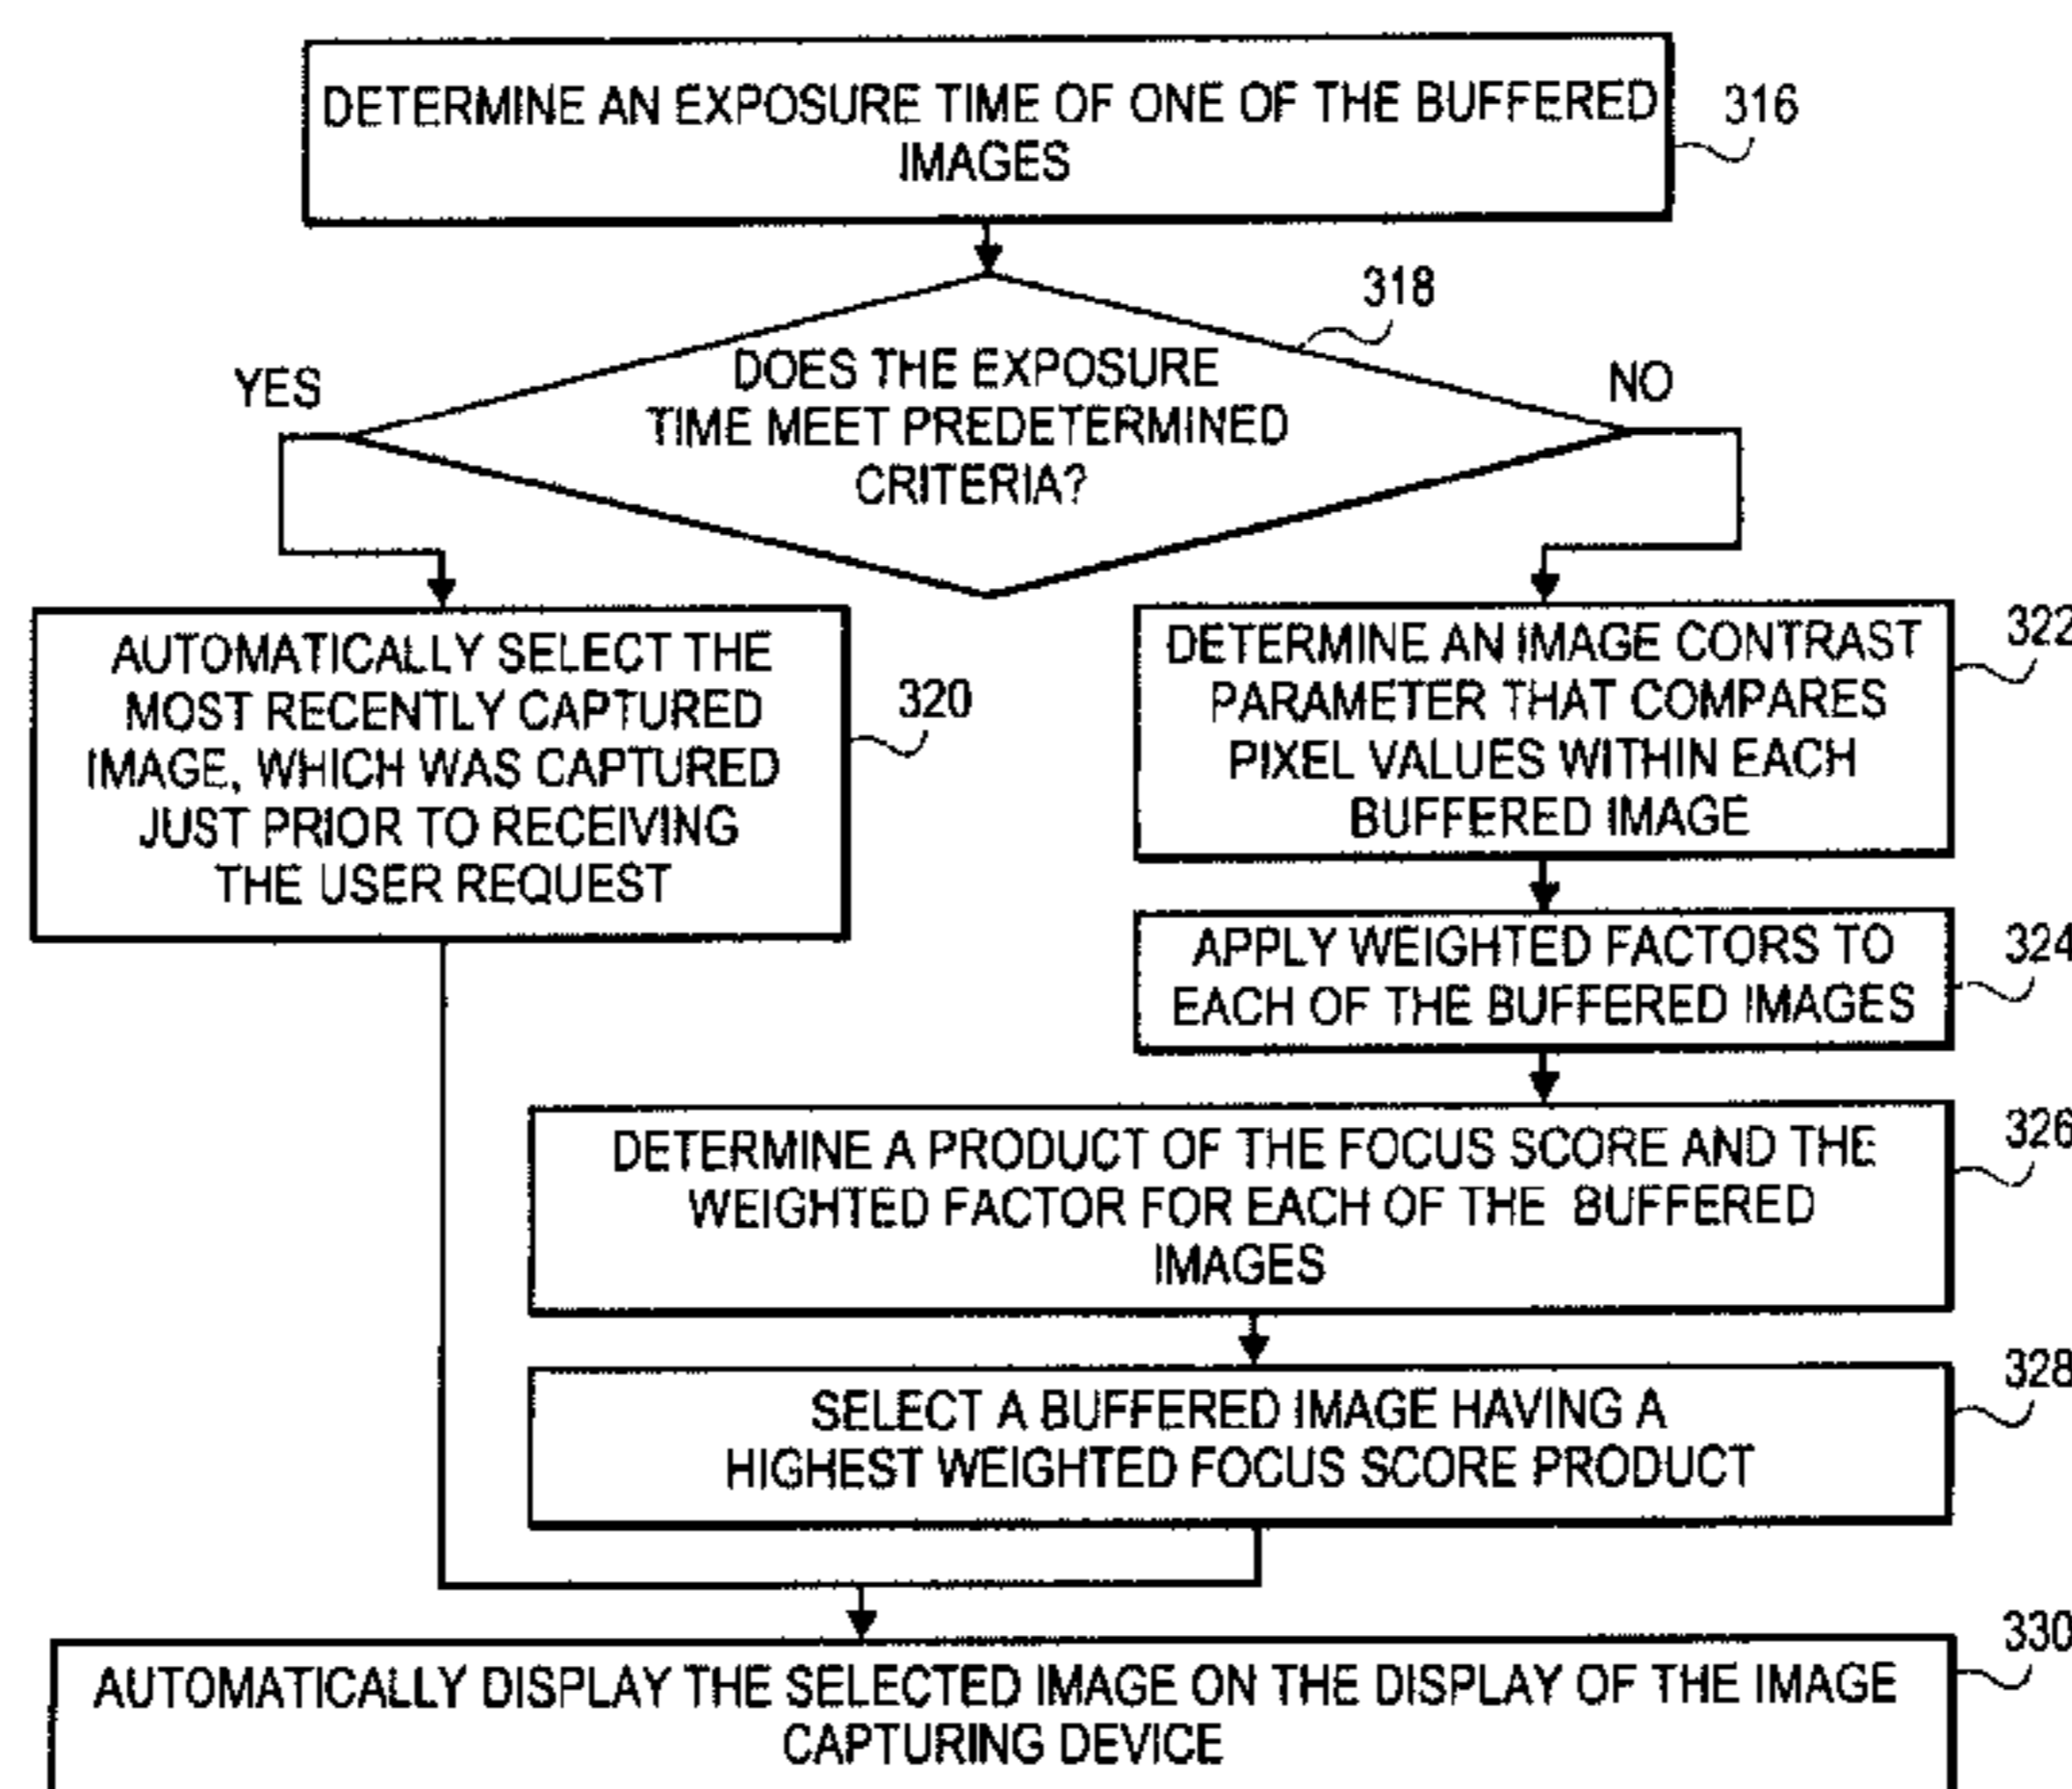 DETERMINE AN EXPOSURE TIME OF ONE OF THE BUFFERED
IMAGES
316
318
DOES THE EXPOSURE
TIME MEET PREDETERMINED
CRITERIA?
YES
NO
AUTOMATICALLY SELECT THE
MOST RECENTLY CAPTURED
IMAGE, WHICH WAS CAPTURED
JUST PRIOR TO RECEIVING
THE USER REQUEST
320
DETERMINE AN IMAGE CONTRAST
PARAMETER THAT COMPARES
PIXEL VALUES WITHIN EACH
BUFFERED IMAGE
322
APPLY WEIGHTED FACTORS TO
EACH OF THE BUFFERED IMAGES
324
DETERMINE A PRODUCT OF THE FOCUS SCORE AND THE
WEIGHTED FACTOR FOR EACH OF THE BUFFERED
IMAGES
326
SELECT A BUFFERED IMAGE HAVING A
HIGHEST WEIGHTED FOCUS SCORE PRODUCT
328
AUTOMATICALLY DISPLAY THE SELECTED IMAGE ON THE DISPLAY OF THE IMAGE
CAPTURING DEVICE
330